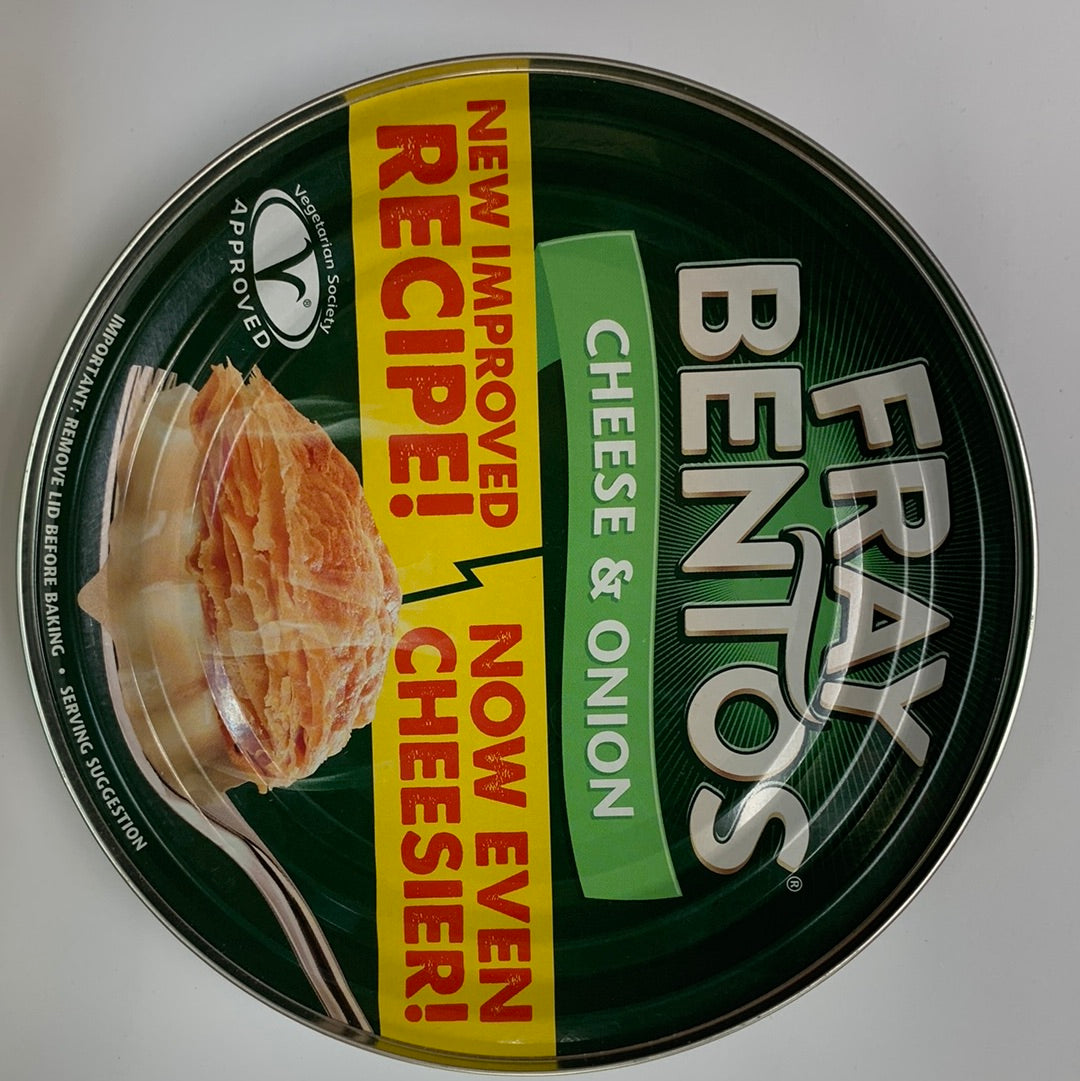 FRAY
BENTOS®
CHEESE & ONION
NEW IMPROVED
RECIPE!
NOW EVEN
CHEESIER!
Vegetarian Society
®
APPROVED
IMPORTANT: REMOVE LID BEFORE BAKING • SERVING SUGGESTION